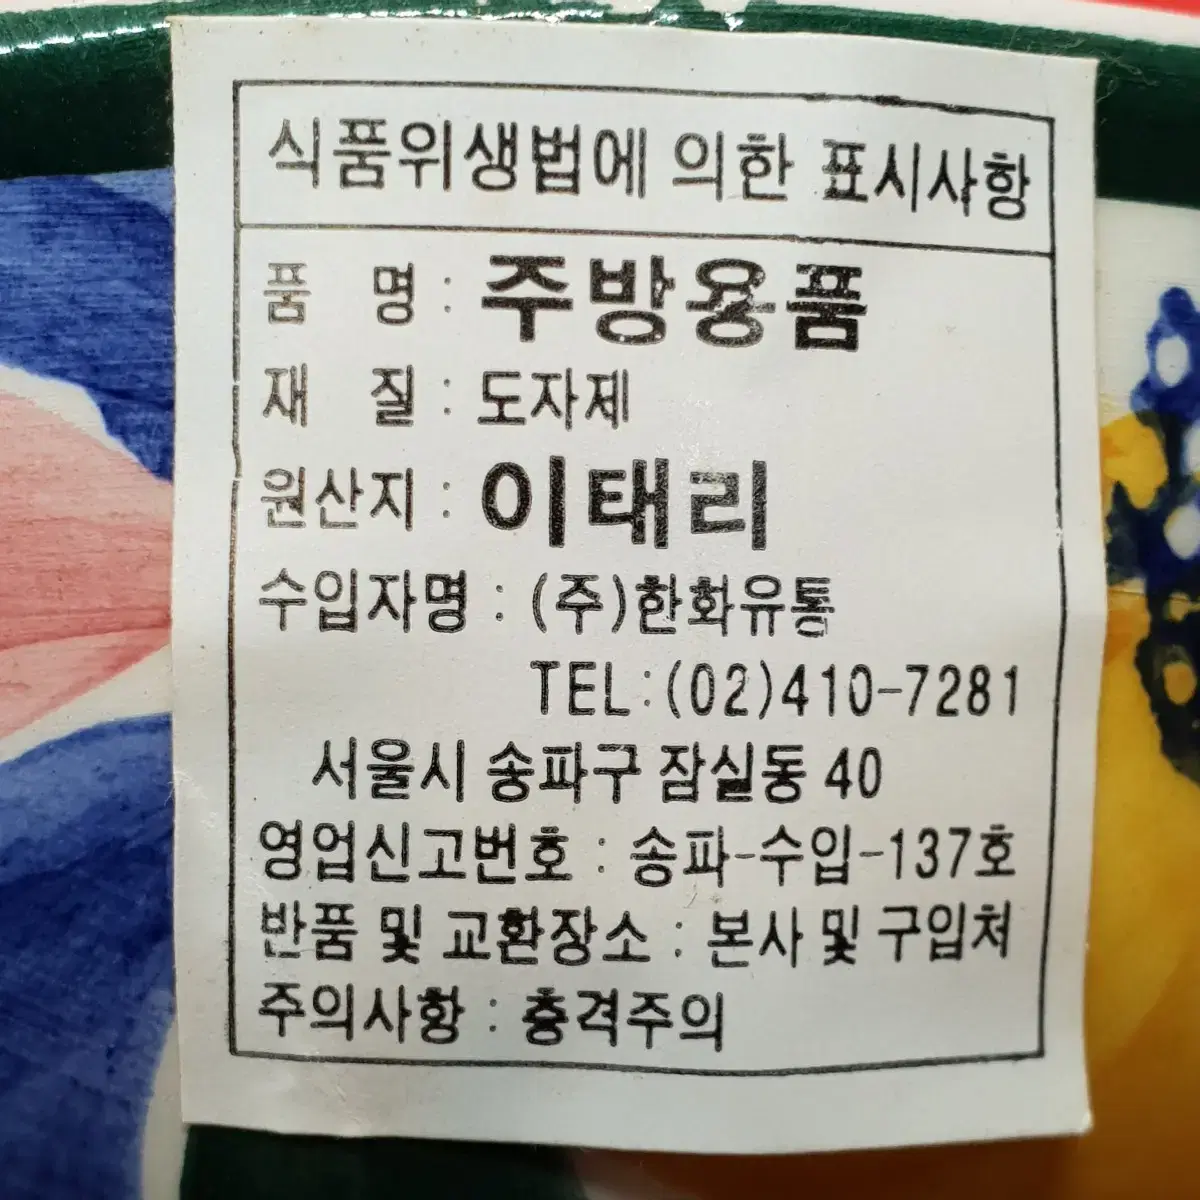 식품위생법에 의한 표시사항
품 명 : 주방용품
재 질 : 도자제
원산지 : 이태리
수입자명 : (주)한화유통
TEL:(02)410-7281
서울시 송파구 잠실동 40
영업신고번호 : 송파-수입-137호
반품 및 교환장소 : 본사 및 구입처
주의사항 : 충격주의